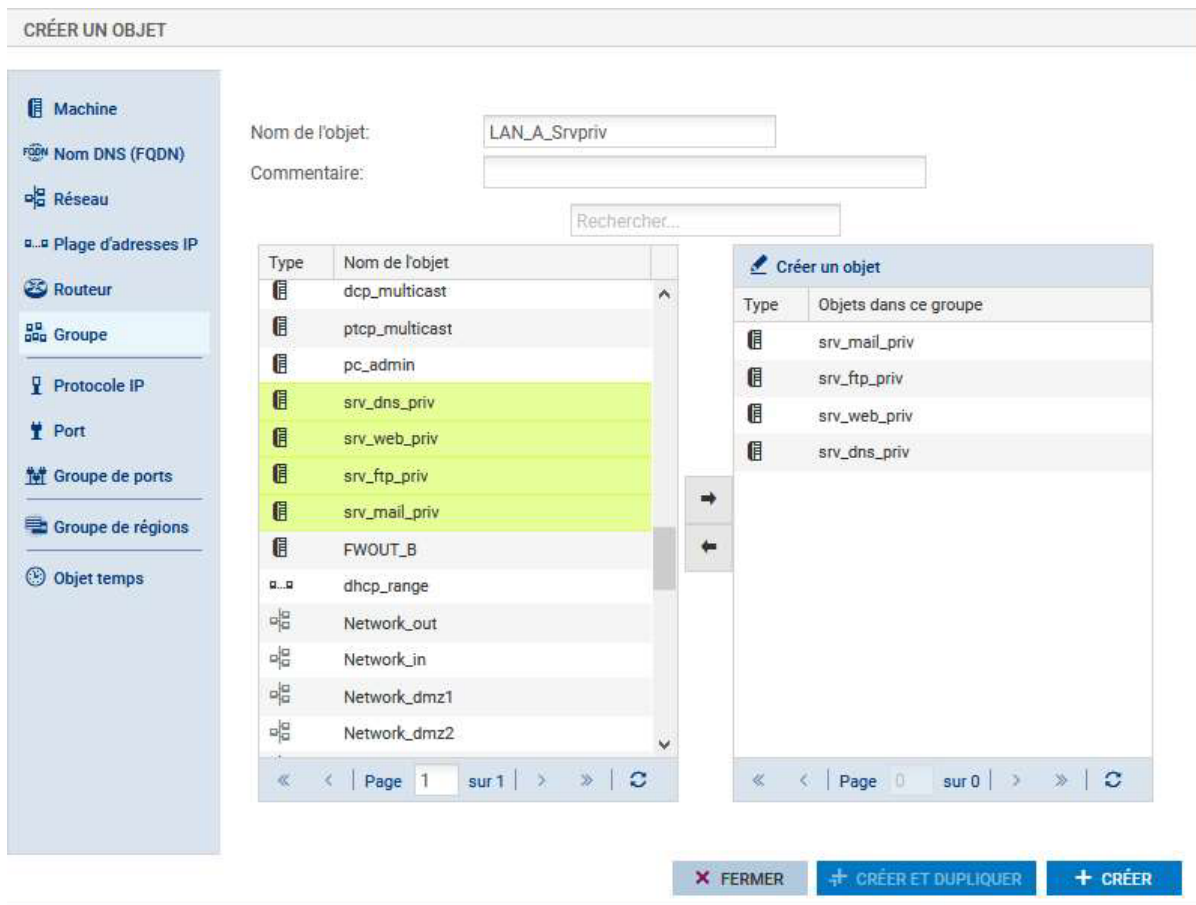 CRÉER UN OBJET
Machine
FQDN Nom DNS (FQDN)
Réseau
Plage d'adresses IP
Routeur
Groupe
Protocole IP
Port
Groupe de ports
Groupe de régions
Objet temps
Nom de l'objet: LAN_A_Srvpriv
Commentaire:
Rechercher...
Type Nom de l'objet
dcp_multicast
ptcp_multicast
pc_admin
srv_dns_priv
srv_web_priv
srv_ftp_priv
srv_mail_priv
FWOUT_B
dhcp_range
Network_out
Network_in
Network_dmz1
Network_dmz2
« < | Page 1 sur 1 | > » |
Créer un objet
Type Objets dans ce groupe
srv_mail_priv
srv_ftp_priv
srv_web_priv
srv_dns_priv
« < | Page 0 sur 0 | > » |
FERMER
CRÉER ET DUPLIQUER
CRÉER